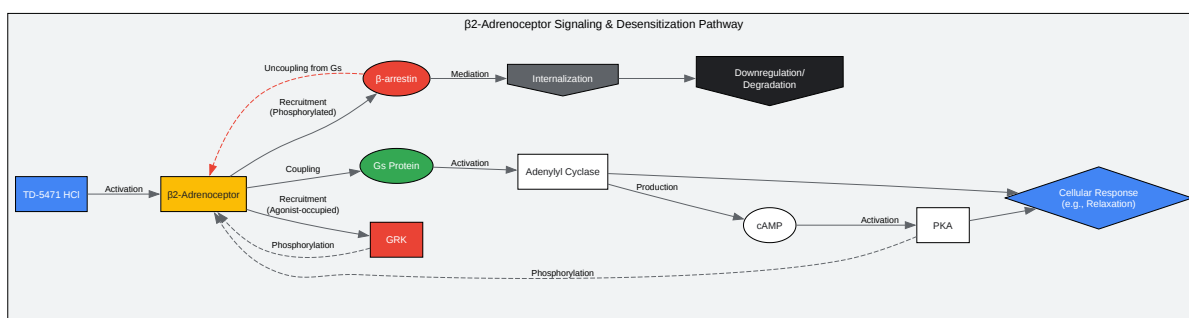 β2-Adrenoceptor Signaling & Desensitization Pathway
Uncoupling from Gs
β-arrestin
Mediation
Internalization
Downregulation/
Degradation
Recruitment
(Phosphorylated)
TD-5471 HCl
Activation
β2-Adrenoceptor
Coupling
Gs Protein
Activation
Adenylyl Cyclase
Production
cAMP
Activation
PKA
Cellular Response
(e.g., Relaxation)
Recruitment
(Agonist-occupied)
GRK
Phosphorylation
Phosphorylation